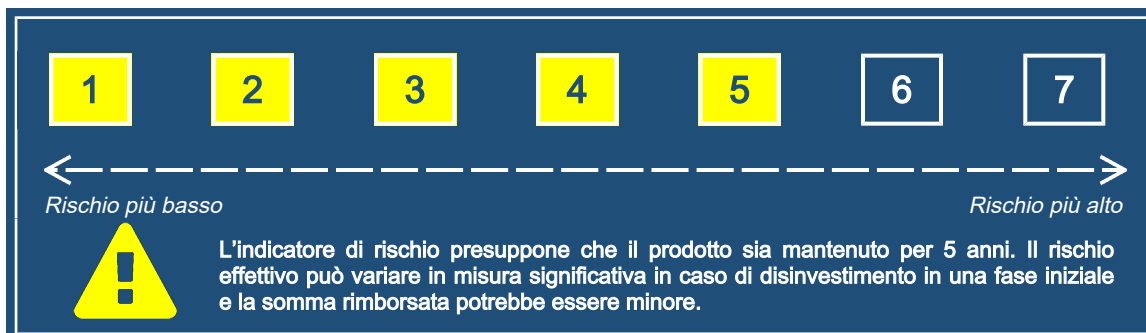 1 2 3 4 5 6 7
Rischio più basso Rischio più alto
L'indicatore di rischio presuppone che il prodotto sia mantenuto per 5 anni. Il rischio
effettivo può variare in misura significativa in caso di disinvestimento in una fase iniziale
e la somma rimborsata potrebbe essere minore.